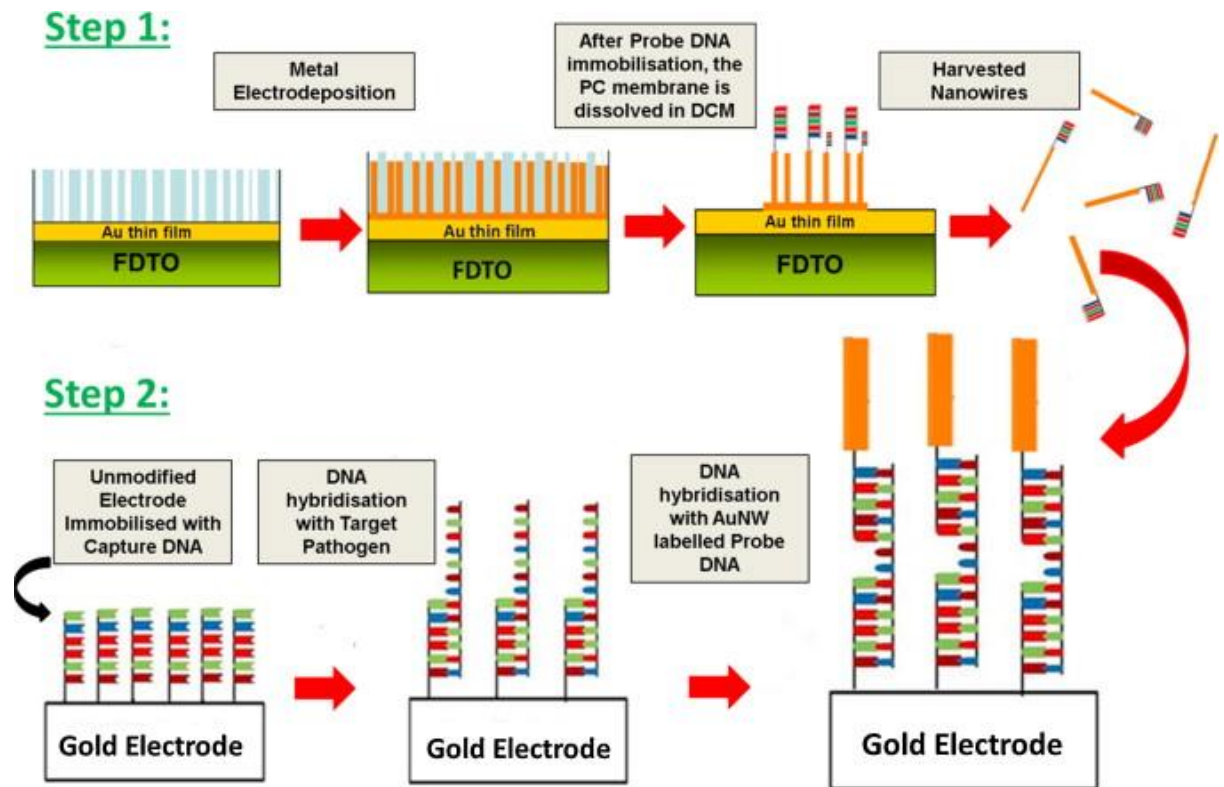 Step 1:
Metal
Electrodeposition
After Probe DNA
immobilisation, the
PC membrane is
dissolved in DCM
Harvested
Nanowires
Au thin film
FDTO
Au thin film
FDTO
Au thin film
FDTO
Step 2:
Unmodified
Electrode
Immobilised with
Capture DNA
DNA
hybridisation
with Target
Pathogen
DNA
hybridisation
with AuNW
labelled Probe
DNA
Gold Electrode
Gold Electrode
Gold Electrode